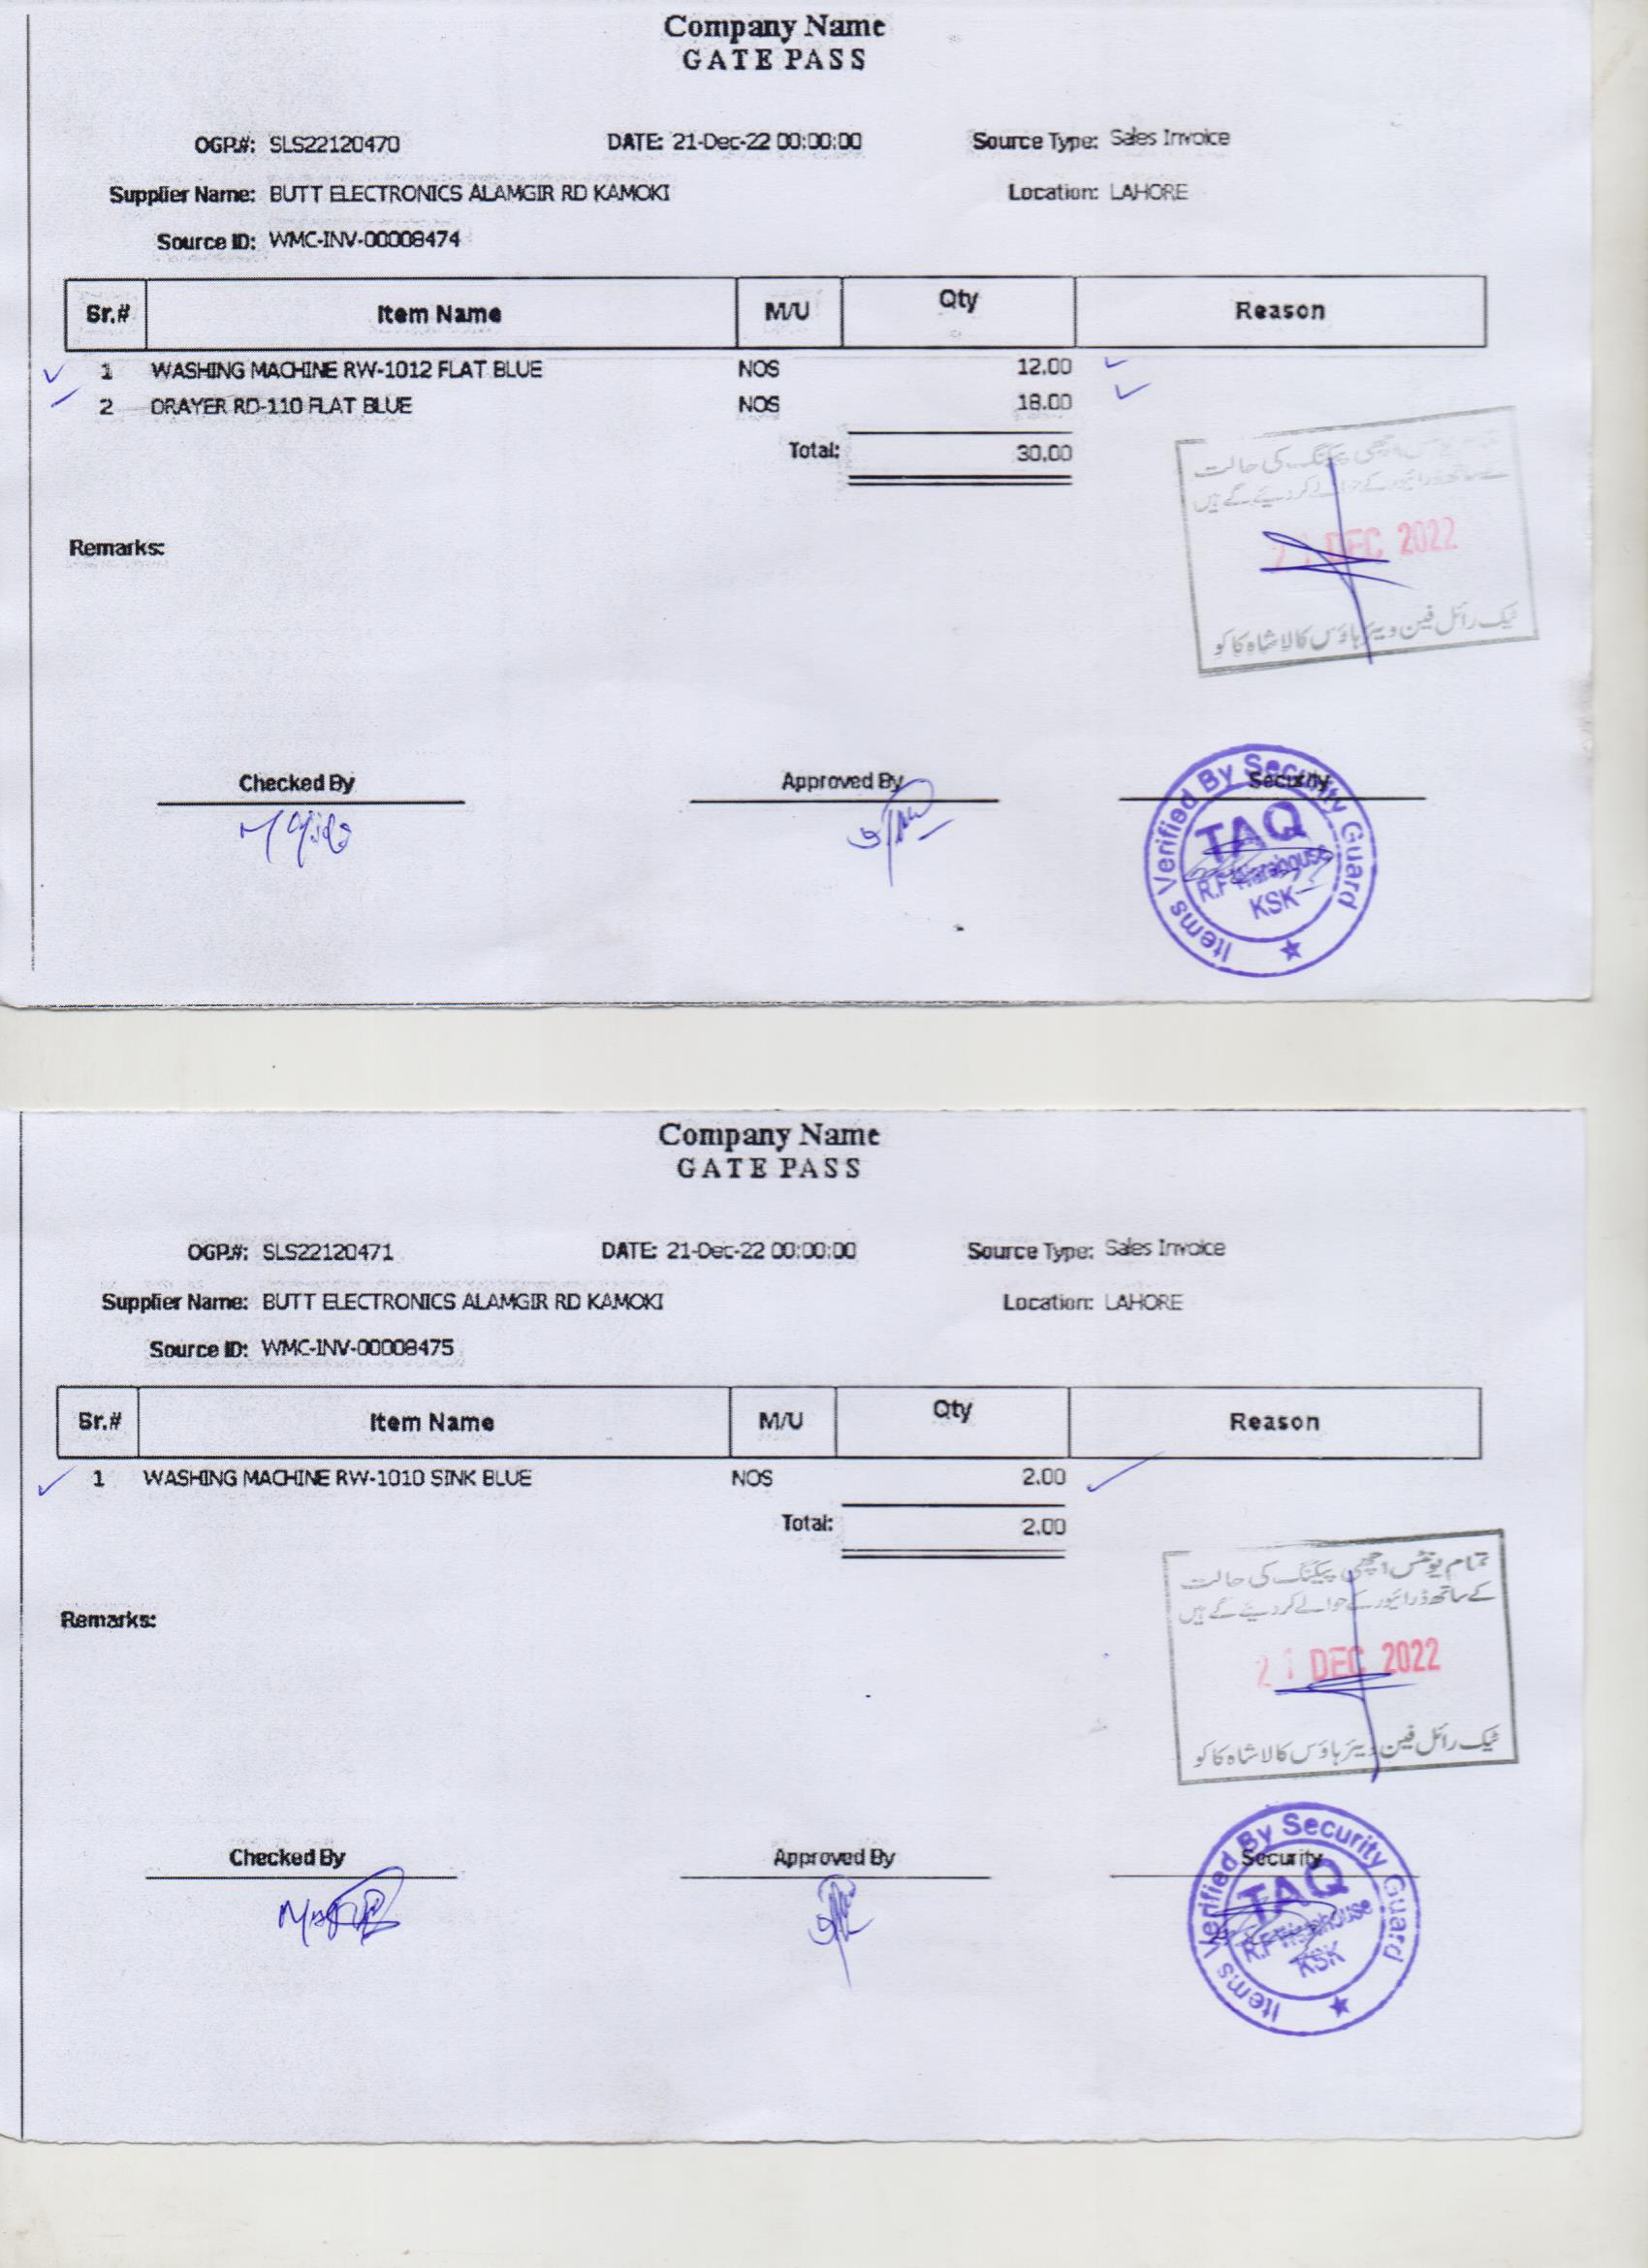 Company Name
GATE PASS
OGP.#: SLS22120470 DATE: 21-Dec-22 00:00:00 Source Type: Sales Invoice
Supplier Name: BUTT ELECTRONICS ALAMGIR RD KAMOKI Location: LAHORE
Source ID: WMC-INV-00008474
Sr.# Item Name M/U Qty Reason
1 WASHING MACHINE RW-1012 FLAT BLUE NOS 12.00
2 DRAYER RD-110 FLAT BLUE NOS 18.00
Total: 30.00
اچھی پیکنگ کی حالت
کے ساتھ ڈرائیور کے حوالے کر دیئے گے ہیں
21 DEC 2022
ٹیک رائل فین ویئر ہاؤس کالا شاہ کاکو
Remarks:
Checked By Approved By Security
Items Verified By Security Guard
TAQ
R.F Warehouse
KSK
Company Name
GATE PASS
OGP.#: SLS22120471 DATE: 21-Dec-22 00:00:00 Source Type: Sales Invoice
Supplier Name: BUTT ELECTRONICS ALAMGIR RD KAMOKI Location: LAHORE
Source ID: WMC-INV-00008475
Sr.# Item Name M/U Qty Reason
1 WASHING MACHINE RW-1010 SINK BLUE NOS 2.00
Total: 2.00
تمام یونٹس اچھی پیکنگ کی حالت
کے ساتھ ڈرائیور کے حوالے کر دیئے گے ہیں
21 DEC 2022
ٹیک رائل فین ویئر ہاؤس کالا شاہ کاکو
Remarks:
Checked By Approved By Security
Items Verified By Security Guard
TAQ
R.F Warehouse
KSK